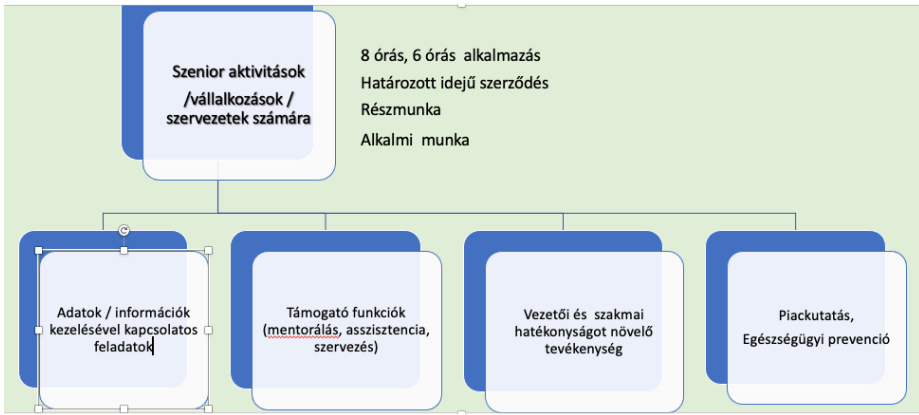 Szenior aktivitások
/vállalkozások /
szervezetek számára
8 órás, 6 órás alkalmazás
Határozott idejű szerződés
Részmunka
Alkalmi munka
Adatok / információk
kezelésével kapcsolatos
feladatok
Támogató funkciók
(mentorálás, asszisztencia,
szervezés)
Vezetői és szakmai
hatékonyságot növelő
tevékenység
Piackutatás,
Egészségügyi prevenció